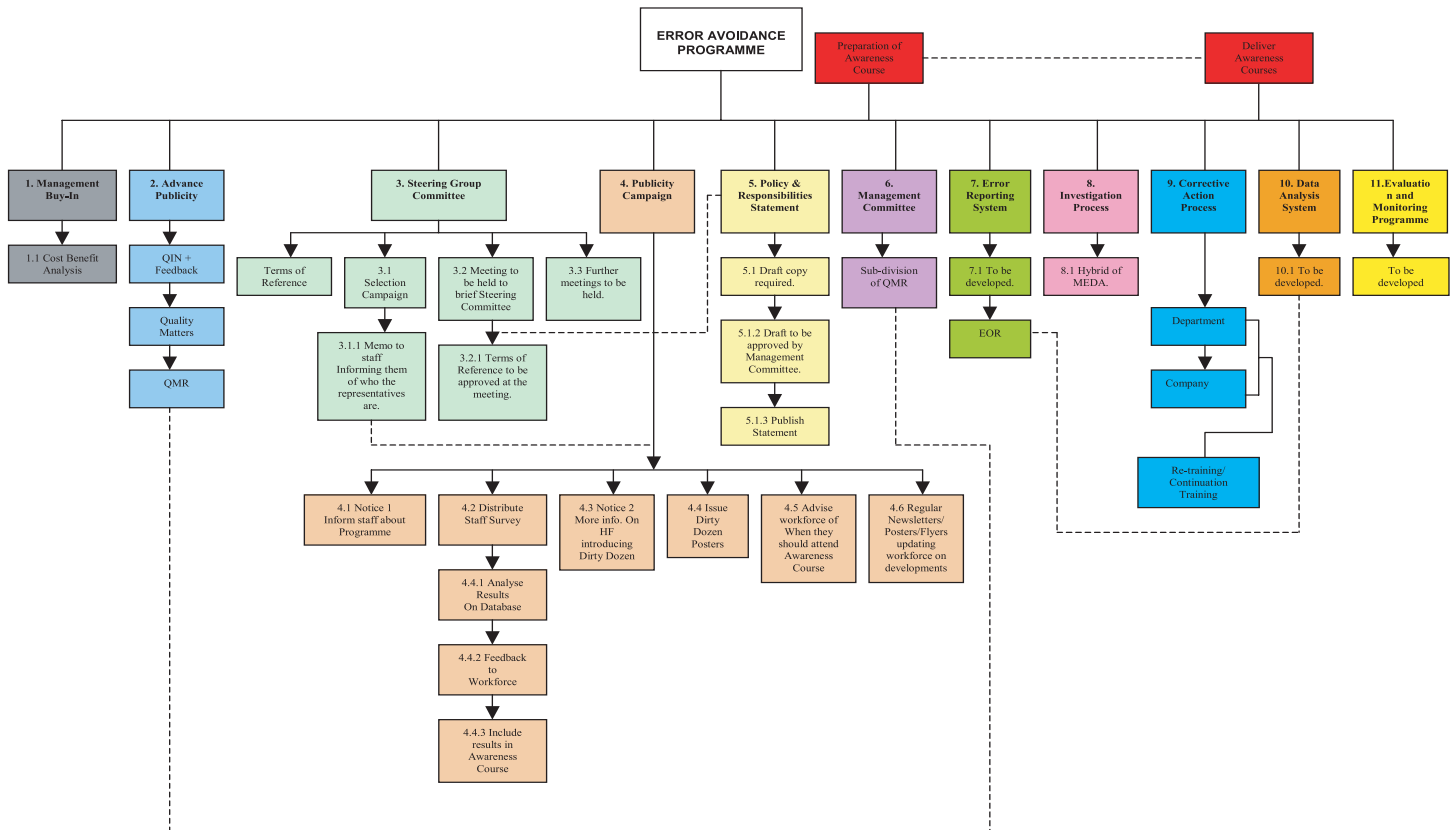 ERROR AVOIDANCE
PROGRAMME
Preparation of
Awareness
Course
Deliver
Awareness
Courses
1. Management
Buy-In
1.1 Cost Benefit
Analysis
2. Advance
Publicity
QIN +
Feedback
Quality
Matters
QMR
3. Steering Group
Committee
Terms of
Reference
3.1
Selection
Campaign
3.1.1 Memo to
staff
Informing them
of who the
representatives
are.
3.2 Meeting to
be held to
brief Steering
Committee
3.2.1 Terms of
Reference to be
approved at the
meeting.
3.3 Further
meetings to be
held.
4. Publicity
Campaign
4.1 Notice 1
Inform staff about
Programme
4.2 Distribute
Staff Survey
4.4.1 Analyse
Results
On Database
4.4.2 Feedback
to
Workforce
4.4.3 Include
results in
Awareness
Course
4.3 Notice 2
More info. On
HF
introducing
Dirty Dozen
4.4 Issue
Dirty
Dozen
Posters
4.5 Advise
workforce of
When they
should attend
Awareness
Course
4.6 Regular
Newsletters/
Posters/Flyers
updating
workforce on
developments
5. Policy &
Responsibilities
Statement
5.1 Draft copy
required.
5.1.2 Draft to be
approved by
Management
Committee.
5.1.3 Publish
Statement
6.
Management
Committee
Sub-division
of QMR
7. Error
Reporting
System
7.1 To be
developed.
EOR
8.
Investigation
Process
8.1 Hybrid of
MEDA.
9. Corrective
Action
Process
Department
Company
Re-training/
Continuation
Training
10. Data
Analysis
System
10.1 To be
developed.
11.Evaluatio
n and
Monitoring
Programme
To be
developed